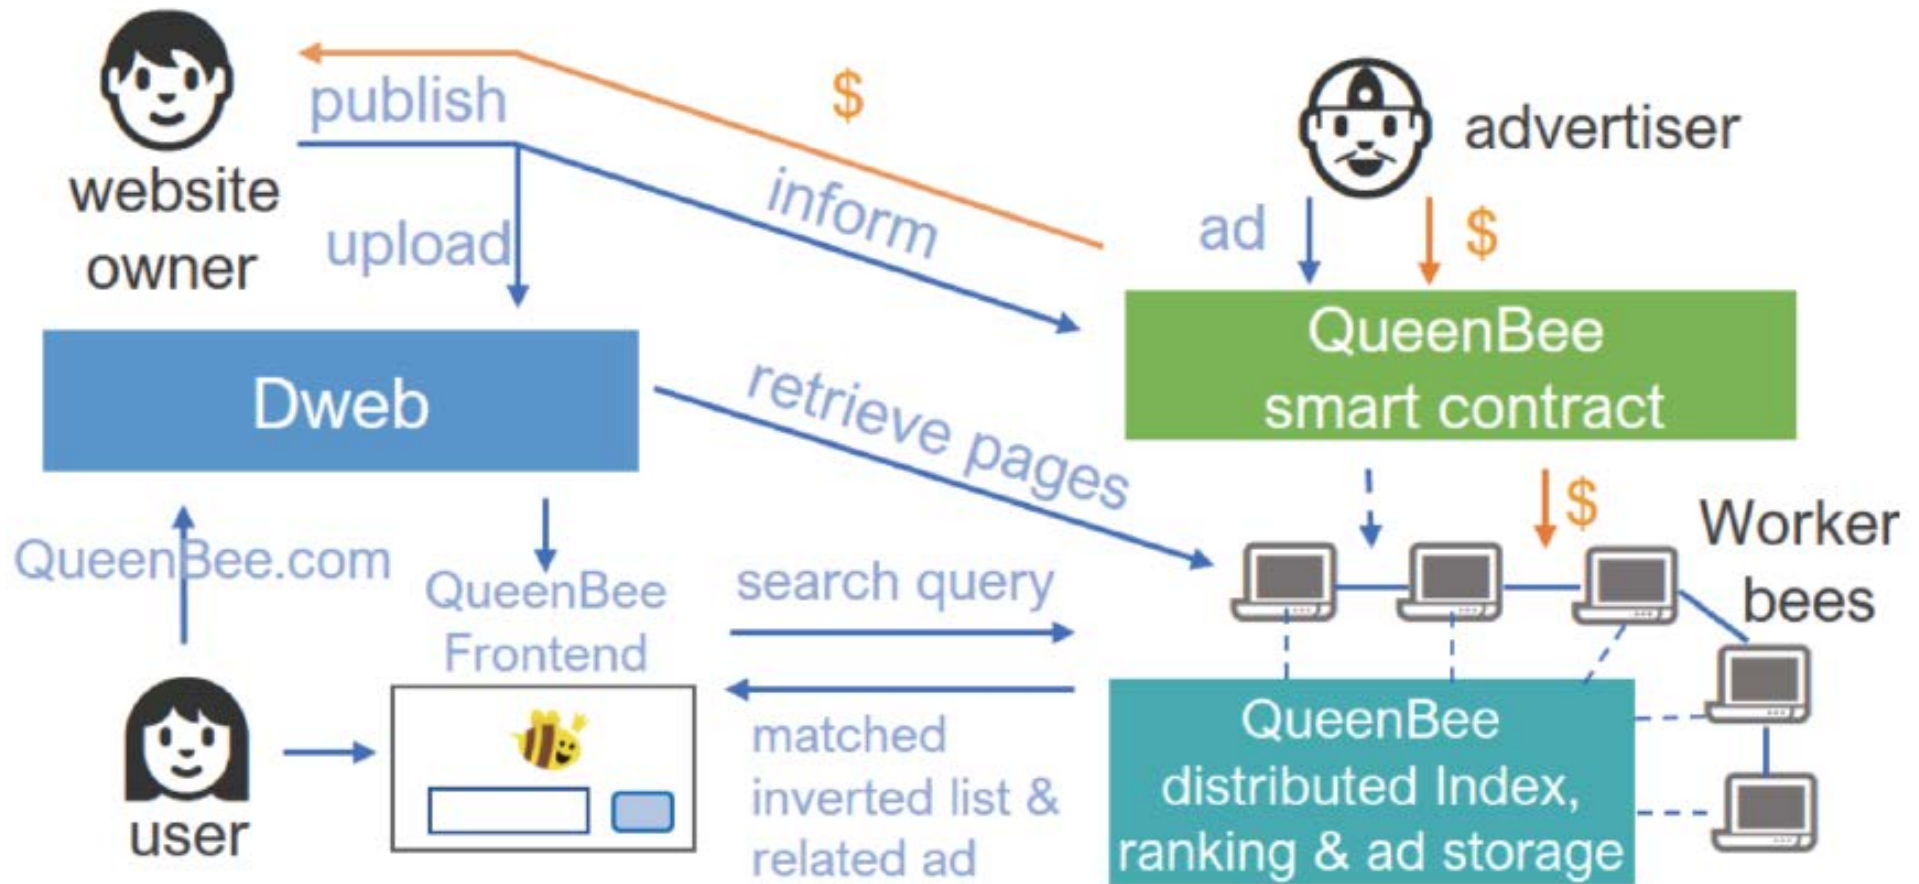 publish
$
advertiser
website
owner
upload
inform
ad
$
QueenBee
smart contract
Dweb
retrieve pages
$
Worker
bees
QueenBee.com
QueenBee
Frontend
search query
user
matched
inverted list &
related ad
QueenBee
distributed Index,
ranking & ad storage